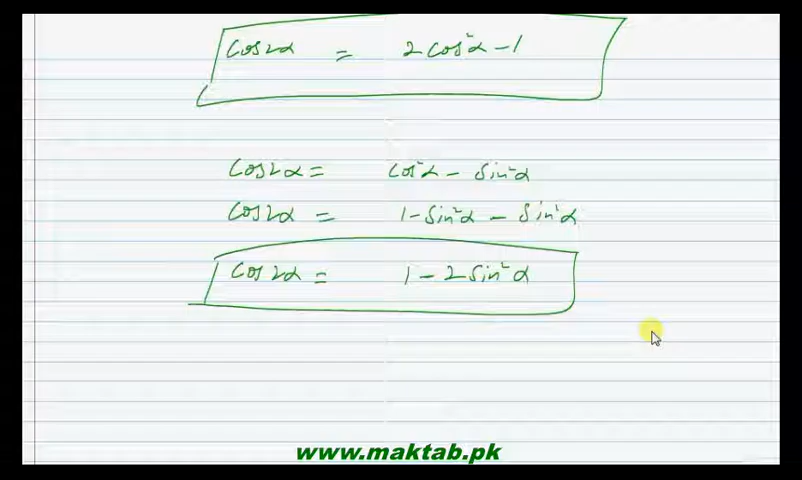 cos2α = 2cos²α - 1
cos2α = cos²α - sin²α
cos2α = 1 - sin²α - sin²α
cos2α = 1 - 2sin²α
www.maktab.pk